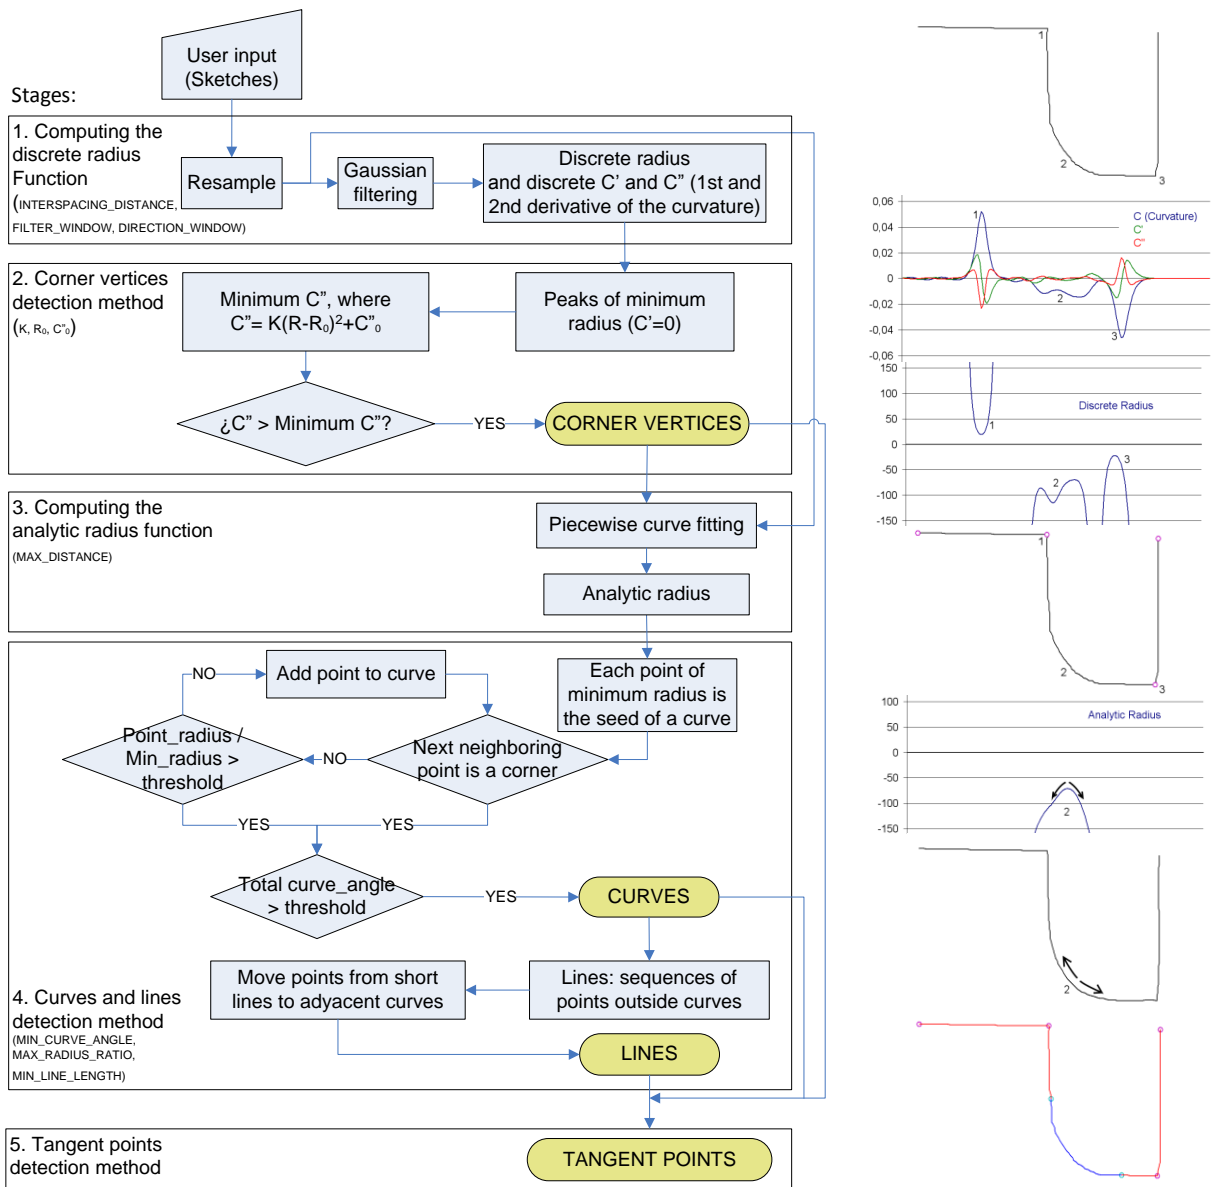 User input
(Sketches)
Stages:
1. Computing the
discrete radius
Function
(INTERSPACING_DISTANCE,
FILTER_WINDOW, DIRECTION_WINDOW)
Resample
Gaussian
filtering
Discrete radius
and discrete C' and C" (1st and
2nd derivative of the curvature)
2. Corner vertices
detection method
(K, R₀, C"₀)
Minimum C", where
C"= K(R-R₀)²+C"₀
Peaks of minimum
radius (C'=0)
¿C" > Minimum C"?
YES
CORNER VERTICES
3. Computing the
analytic radius function
(MAX_DISTANCE)
Piecewise curve fitting
Analytic radius
NO
Add point to curve
Each point of
minimum radius is
the seed of a curve
Point_radius /
Min_radius >
threshold
NO
Next neighboring
point is a corner
YES
YES
Total curve_angle
> threshold
YES
CURVES
Move points from short
lines to adjacent curves
Lines: sequences of
points outside curves
4. Curves and lines
detection method
(MIN_CURVE_ANGLE,
MAX_RADIUS_RATIO,
MIN_LINE_LENGTH)
LINES
5. Tangent points
detection method
TANGENT POINTS
1
2
3
0,06
0,04
0,02
0
-0,02
-0,04
-0,06
1
2
3
C (Curvature)
C'
C"
150
100
50
0
-50
-100
-150
Discrete Radius
1
2
3
1
2
3
100
50
0
-50
-100
-150
Analytic Radius
2
2